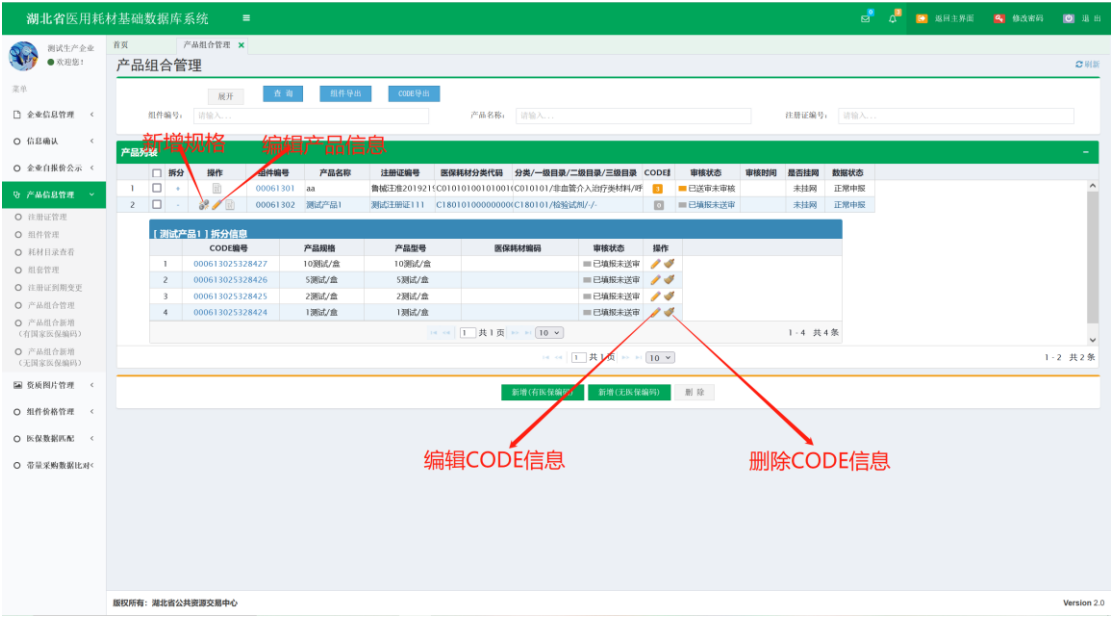 湖北省医用耗材基础数据库系统
返回主界面 修改密码 退 出
测试生产企业
欢迎您!
菜单
企业信息管理
信息确认
企业自报价公示
产品信息管理
注册证管理
组件管理
耗材目录查看
组套管理
注册证到期变更
产品组合管理
产品组合新增
(有国家医保编码)
产品组合新增
(无国家医保编码)
资质图片管理
组件价格管理
医保数据匹配
带量采购数据比对
首页 产品组合管理
产品组合管理 刷新
展开 查 询 组件导出 CODE导出
组件编号: 请输入... 产品名称: 请输入... 注册证编号: 请输入...
新增规格 编辑产品信息
产品列表
拆分 操作 组件编号 产品名称 注册证编号 医保耗材分类代码 分类/一级目录/二级目录/三级目录 CODE 审核状态 审核时间 是否挂网 数据状态
1 + 00061301 aa 鲁械注准201921 C01010100101001 C010101/非血管介入治疗类材料/呼 3 已送审未审核 未挂网 正常申报
2 - 00061302 测试产品1 测试注册证111 C18010100000000 C180101/检验试剂/-/- 0 已填报未送审 未挂网 正常申报
[ 测试产品1 ] 拆分信息
CODE编号 产品规格 产品型号 医保耗材编码 审核状态 操作
1 000613025328427 10测试/盒 10测试/盒 已填报未送审
2 000613025328426 5测试/盒 5测试/盒 已填报未送审
3 000613025328425 2测试/盒 2测试/盒 已填报未送审
4 000613025328424 1测试/盒 1测试/盒 已填报未送审
1 共 1 页 10 1 - 4 共 4 条
1 共 1 页 10 1 - 2 共 2 条
新增(有医保编码) 新增(无医保编码) 删 除
编辑CODE信息 删除CODE信息
版权所有: 湖北省公共资源交易中心 Version 2.0